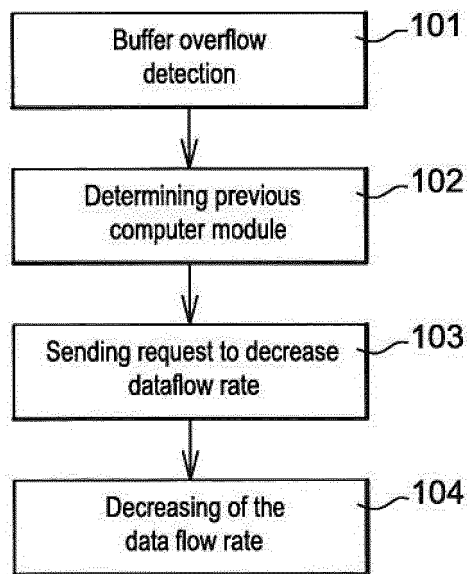 Buffer overflow
detection
101
Determining previous
computer module
102
Sending request to decrease
dataflow rate
103
Decreasing of the
data flow rate
104